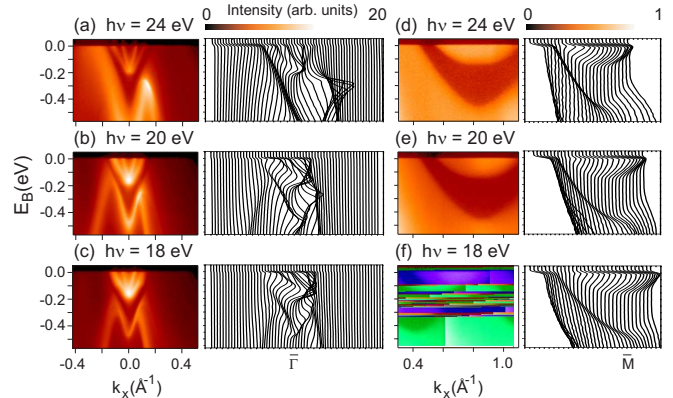 0 Intensity (arb. units) 20
0 1
(a) hν = 24 eV
(d) hν = 24 eV
0.0
-0.2
-0.4
(b) hν = 20 eV
(e) hν = 20 eV
E_B(eV)
0.0
-0.2
-0.4
(c) hν = 18 eV
(f) hν = 18 eV
0.0
-0.2
-0.4
-0.4 0.0 0.4
Γ̅
0.4 1.0
M̅
k_x(Å⁻¹)
k_x(Å⁻¹)